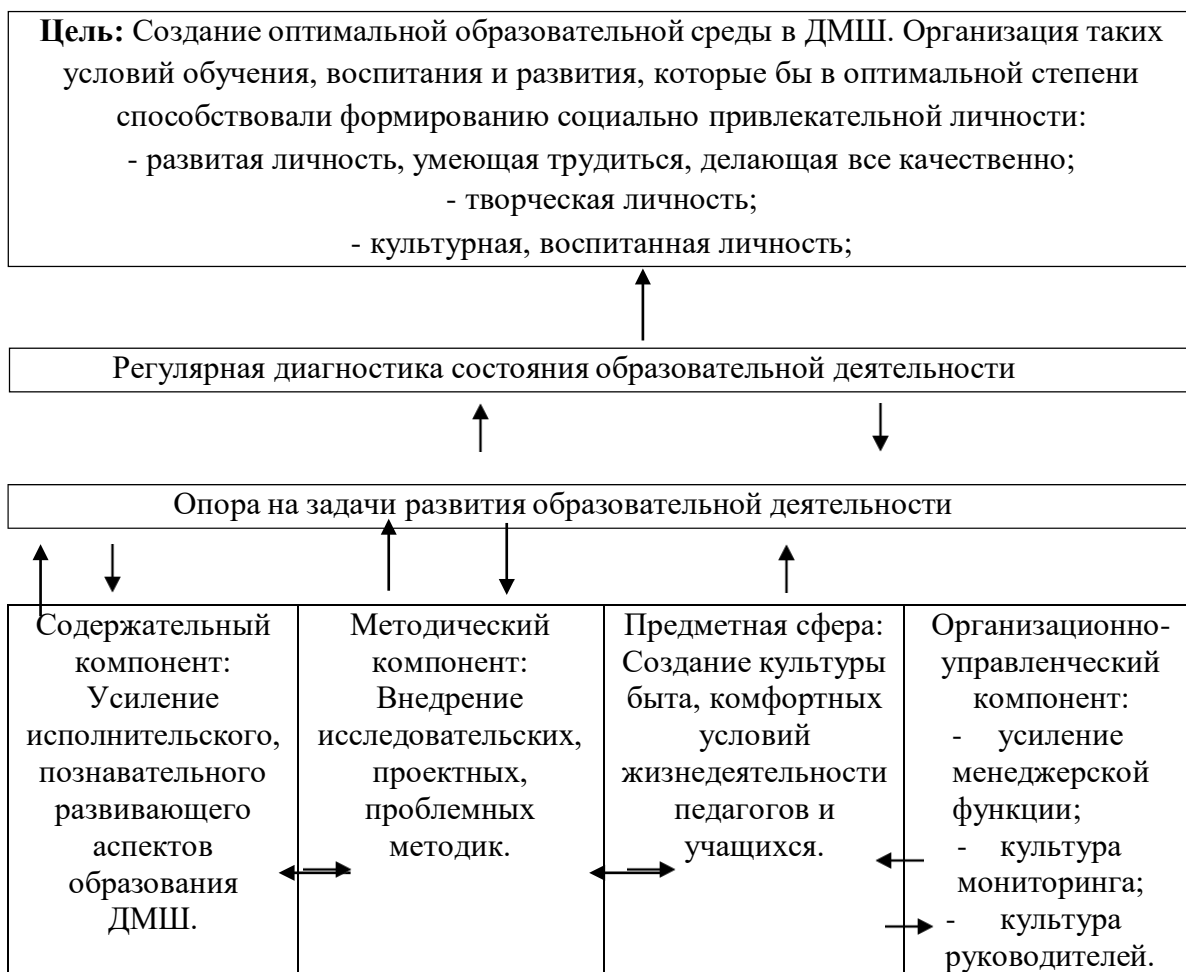 Цель: Создание оптимальной образовательной среды в ДМШ. Организация таких
условий обучения, воспитания и развития, которые бы в оптимальной степени
способствовали формированию социально привлекательной личности:
- развитая личность, умеющая трудиться, делающая все качественно;
- творческая личность;
- культурная, воспитанная личность;
Регулярная диагностика состояния образовательной деятельности
Опора на задачи развития образовательной деятельности
Содержательный
компонент:
Усиление
исполнительского,
познавательного
развивающего
аспектов
образования
ДМШ.
Методический
компонент:
Внедрение
исследовательских,
проектных,
проблемных
методик.
Предметная сфера:
Создание культуры
быта, комфортных
условий
жизнедеятельности
педагогов и
учащихся.
Организационно-
управленческий
компонент:
- усиление
менеджерской
функции;
- культура
мониторинга;
- культура
руководителей.